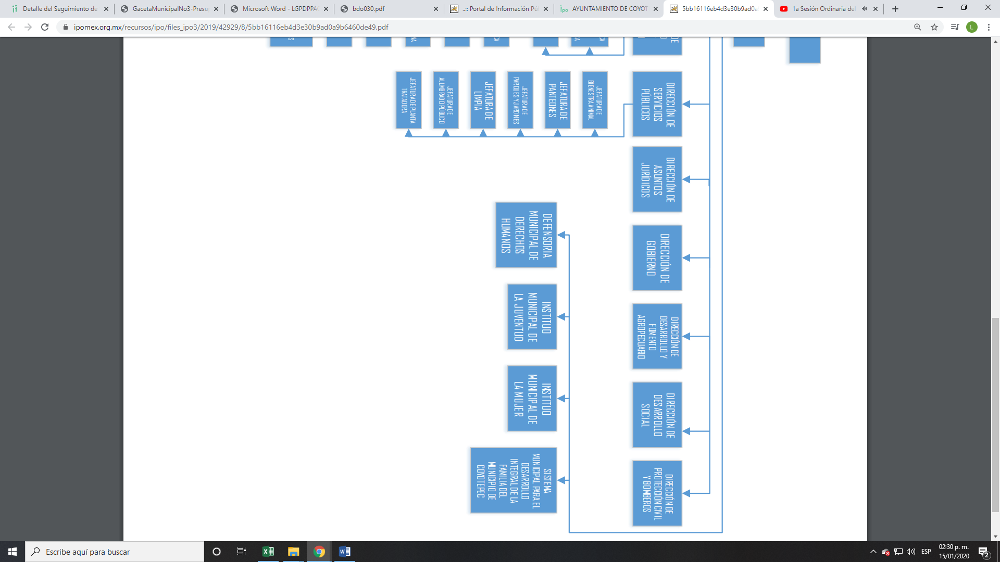 Detalle del Seguimiento de
GacetaMunicipalNo3-Presu
Microsoft Word - LGPDPPAC
bdo030.pdf
..:: Portal de Información Pú
AYUNTAMIENTO DE COYOT
5bb16116eb4d3e30b9ad0a
1a Sesión Ordinaria del
ipomex.org.mx/recursos/ipo/files_ipo3/2019/42929/8/5bb16116eb4d3e30b9ad0a9b6460de49.pdf
L
DIRECCIÓN DE
SERVICIOS
PÚBLICOS
JEFATURA DE
BIENESTRA ANIMAL
JEFATURA DE
PANTEONES
JEFATURA DE
PARQUES Y JARDINES
JEFATURA DE
LIMPIA
JEFATURA DE
ALUMBRADO PÚBLICO
JEFATURA DE PLANTA
TRATADORA
DIRECCIÓN DE
ASUNTOS
JURÍDICOS
DIRECCIÓN DE
GOBIERNO
DIRECCIÓN DE
DESARROLLO Y
FOMENTO
AGROPECUARIO
DIRECCIÓN DE
DESARROLLO
SOCIAL
DIRECCIÓN DE
PROTECCIÓN CIVIL
Y BOMBEROS
DEFENSORIA
MUNICIPAL DE
DERECHOS
HUMANOS
INSTITUO
MUNICIPAL DE
LA JUVENTUD
INSTITUO
MUNICIPAL DE
LA MUJER
SISTEMA
MUNICIPAL PARA EL
DESARROLLO
INTEGRAL DE LA
FAMILIA DEL
MUNICIPIO DE
COYOTEPEC
Escribe aquí para buscar
ESP
02:30 p. m.
15/01/2020
2